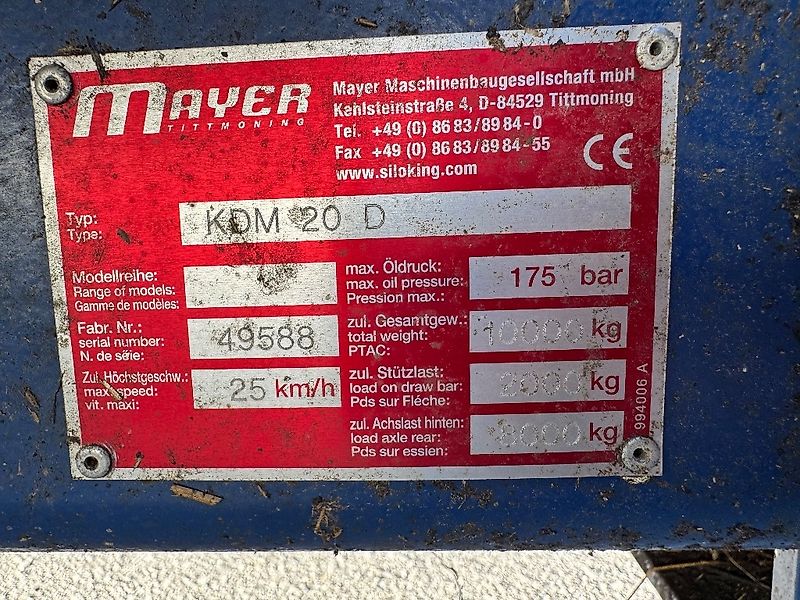 MAYER
TITTMONING
Mayer Maschinenbaugesellschaft mbH
Kahlsteinstraße 4, D-84529 Tittmoning
Tel. +49 (0) 86 83/89 84-0
Fax +49 (0) 86 83/89 84-55
www.siloking.com
CE
Typ:
Type:
KDM 20 D
Modellreihe:
Range of models:
Gamme de modèles:
max. Öldruck:
max. oil pressure:
Pression max.:
175 bar
Fabr. Nr.:
serial number:
N. de série:
49588
zul. Gesamtgew.:
total weight:
PTAC:
10000 kg
Zul. Höchstgeschw.:
max. speed:
vit. maxi:
25 km/h
zul. Stützlast:
load on draw bar:
Pds sur Fléche:
2000 kg
zul. Achslast hinten:
load axle rear:
Pds sur essien:
8000 kg
994006 A